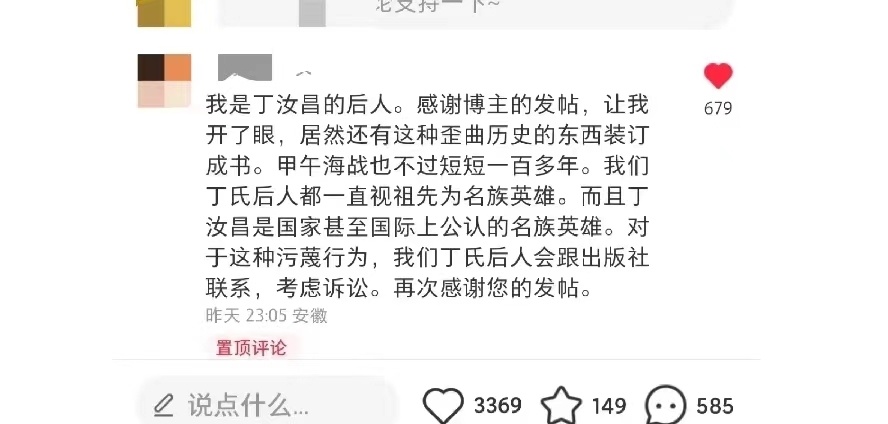 支持一下~
我是丁汝昌的后人。感谢博主的发帖，让我
开了眼，居然还有这种歪曲历史的东西装订
成书。甲午海战也不过短短一百多年。我们
丁氏后人都一直视祖先为名族英雄。而且丁
汝昌是国家甚至国际上公认的名族英雄。对
于这种污蔑行为，我们丁氏后人会跟出版社
联系，考虑诉讼。再次感谢您的发帖。
679
昨天 23:05 安徽
置顶评论
说点什么...
3369
149
585